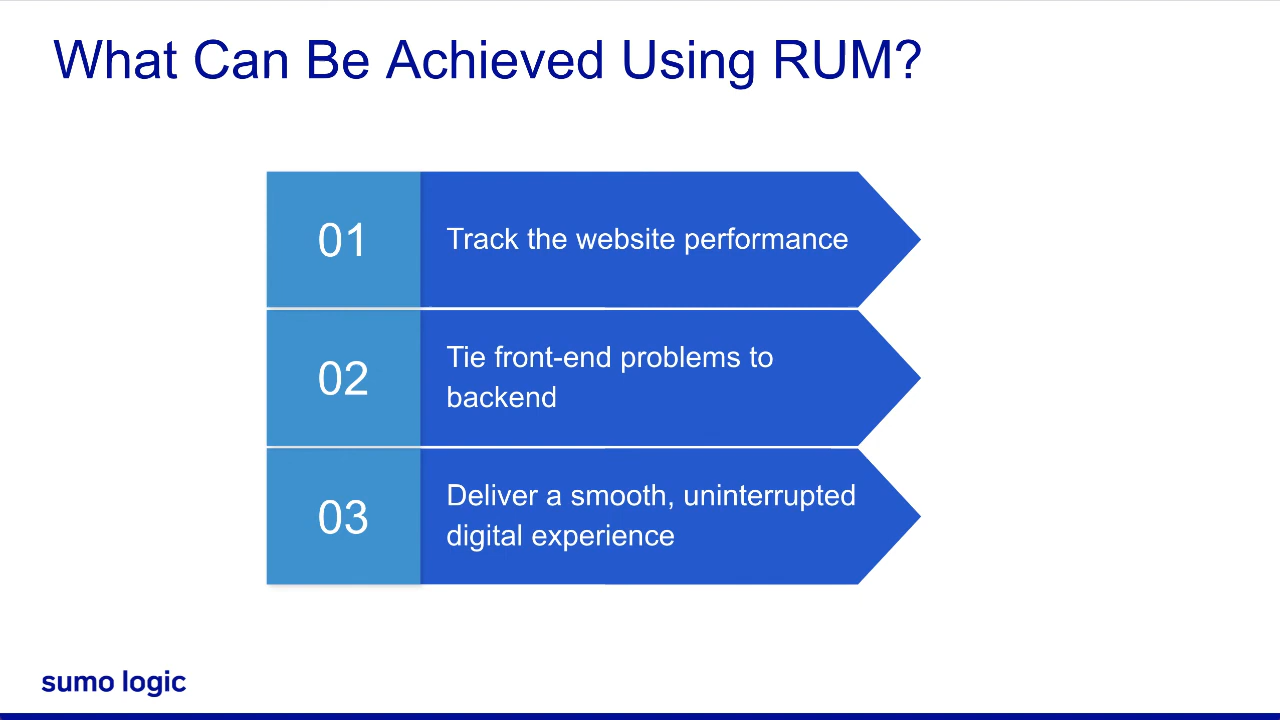 What Can Be Achieved Using RUM?
01
Track the website performance
02
Tie front-end problems to
backend
03
Deliver a smooth, uninterrupted
digital experience
sumo logic